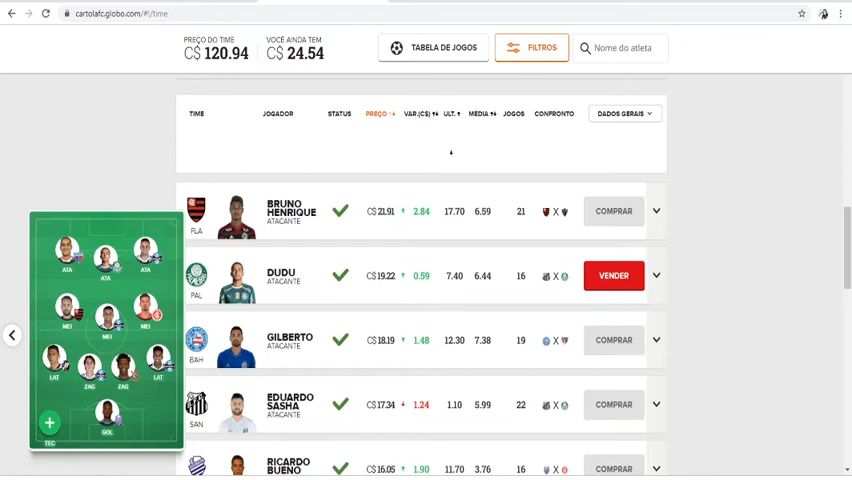 cartolafc.globo.com/#!/time
PREÇO DO TIME
C$ 120.94
VOCÊ AINDA TEM
C$ 24.54
TABELA DE JOGOS
FILTROS
Nome do atleta
TIME JOGADOR STATUS PREÇO VAR.(C$) ULT. MÉDIA JOGOS CONFRONTO DADOS GERAIS
BRUNO
HENRIQUE
ATACANTE
FLA
C$ 21.91 2.84 17.70 6.59 21 X COMPRAR
DUDU
ATACANTE
PAL
C$ 19.22 0.59 7.40 6.44 16 X VENDER
GILBERTO
ATACANTE
BAH
C$ 18.19 1.48 12.30 7.38 19 X COMPRAR
EDUARDO
SASHA
ATACANTE
SAN
C$ 17.34 1.24 1.10 5.99 22 X COMPRAR
RICARDO
BUENO
C$ 16.05 1.90 11.70 3.76 16 X COMPRAR
ATA ATA ATA
MEI MEI MEI
LAT ZAG ZAG LAT
GOL
TEC